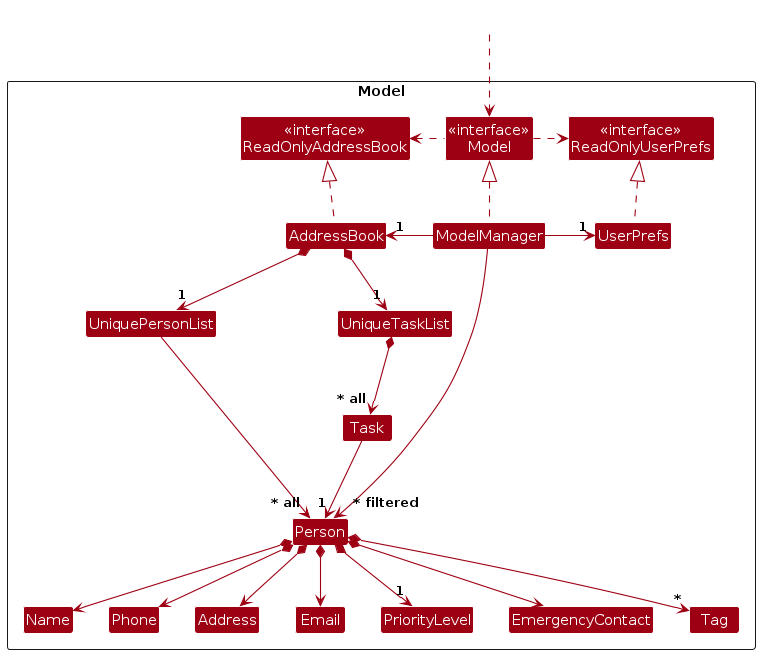 Model
«interface»
ReadOnlyAddressBook
«interface»
Model
«interface»
ReadOnlyUserPrefs
AddressBook
1
ModelManager
1
UserPrefs
1
1
UniquePersonList
UniqueTaskList
* all
Task
* all
1
* filtered
Person
1
*
Name
Phone
Address
Email
PriorityLevel
EmergencyContact
Tag